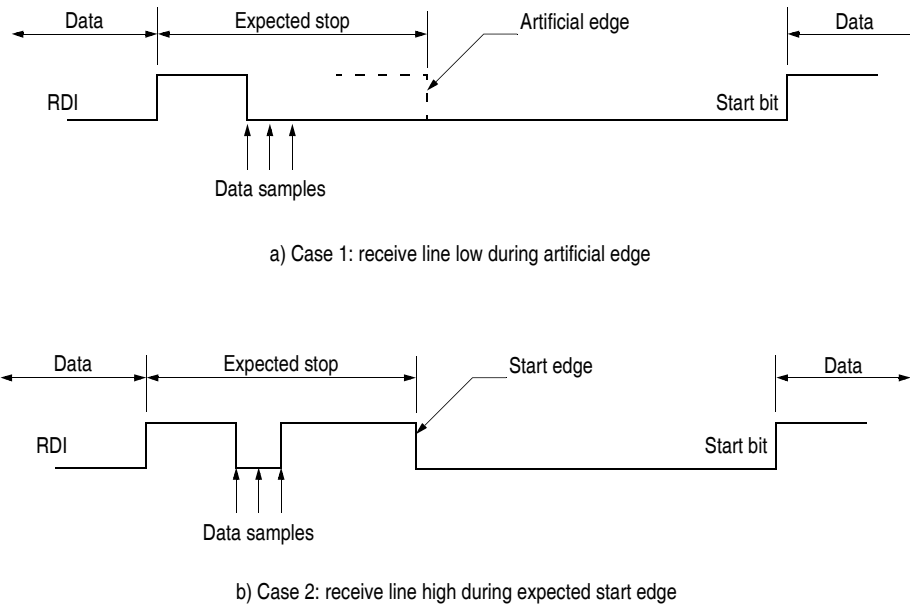 Data
Expected stop
Artificial edge
Data
RDI
Start bit
Data samples
a) Case 1: receive line low during artificial edge
Data
Expected stop
Start edge
Data
RDI
Start bit
Data samples
b) Case 2: receive line high during expected start edge